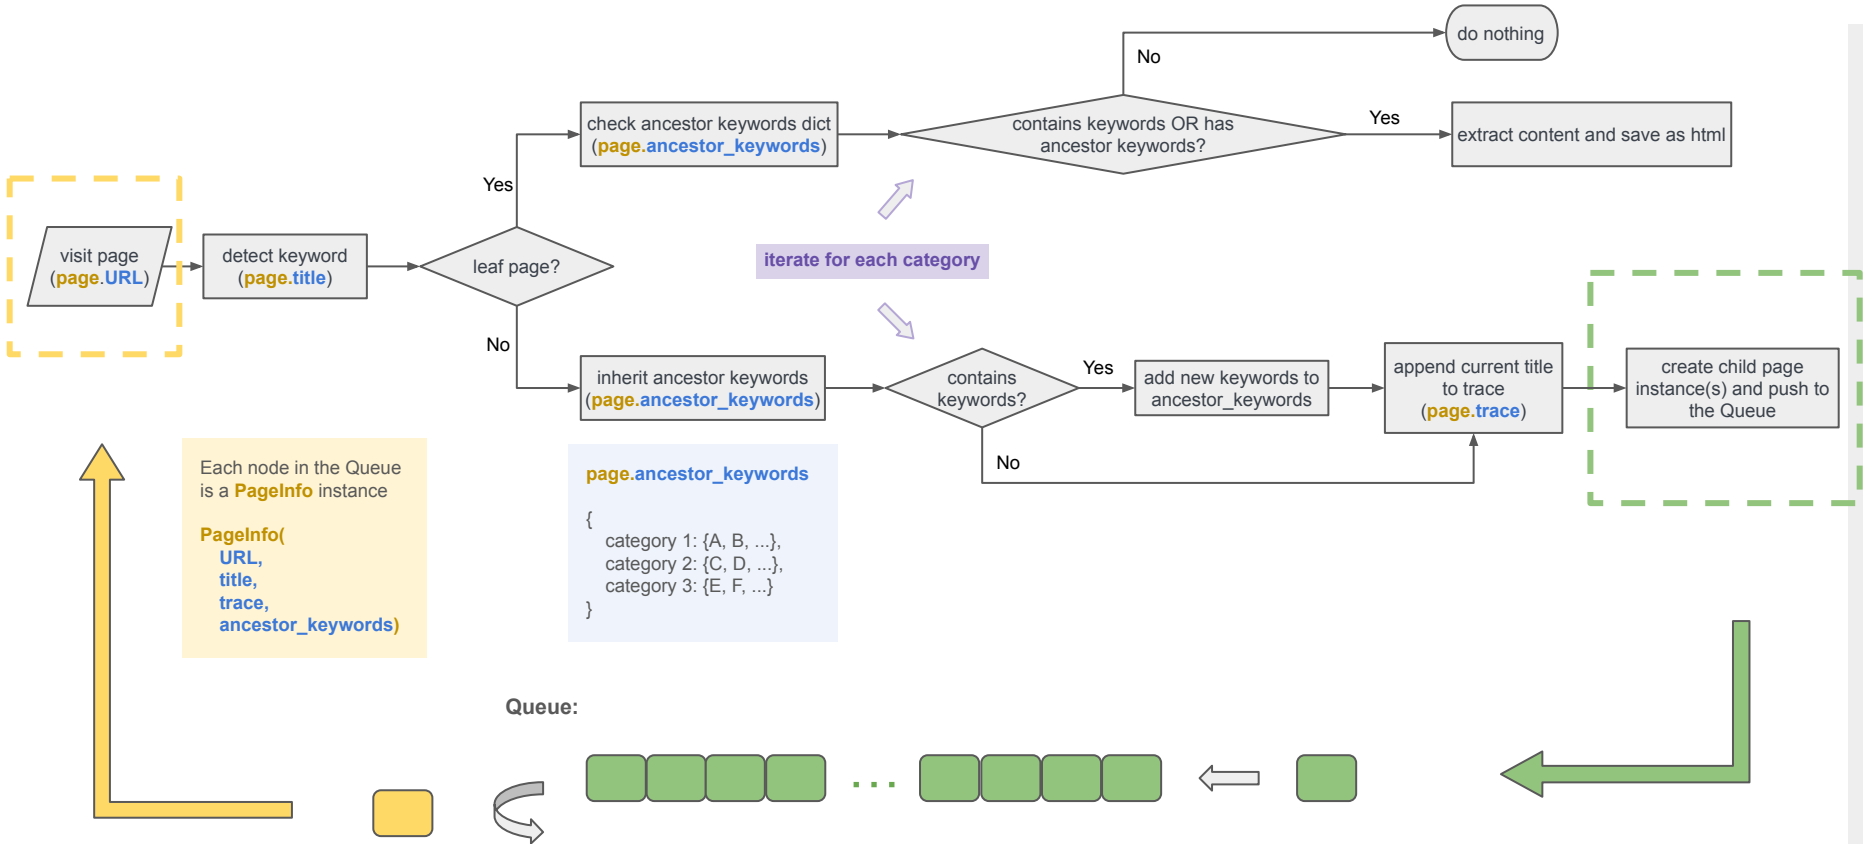 do nothing
No
check ancestor keywords dict
(page.ancestor_keywords)
contains keywords OR has
ancestor keywords?
Yes
extract content and save as html
Yes
visit page
(page.URL)
detect keyword
(page.title)
leaf page?
iterate for each category
No
inherit ancestor keywords
(page.ancestor_keywords)
contains
keywords?
Yes
add new keywords to
ancestor_keywords
append current title
to trace
(page.trace)
create child page
instance(s) and push to
the Queue
No
Each node in the Queue
is a PageInfo instance
PageInfo(
URL,
title,
trace,
ancestor_keywords)
page.ancestor_keywords
{
category 1: {A, B, ...},
category 2: {C, D, ...},
category 3: {E, F, ...}
}
Queue:
...